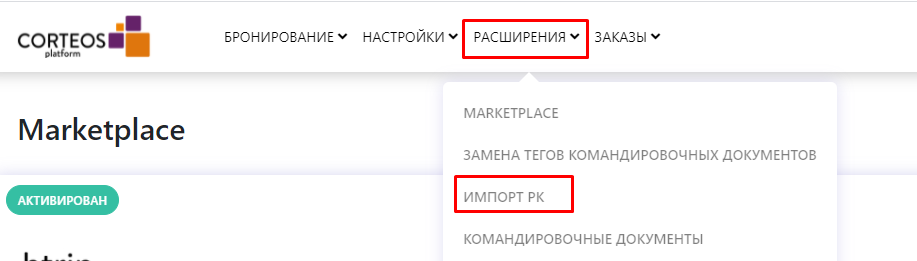 CORTEOS
platform
БРОНИРОВАНИЕ НАСТРОЙКИ РАСШИРЕНИЯ ЗАКАЗЫ
MARKETPLACE
Marketplace
ЗАМЕНА ТЕГОВ КОМАНДИРОВОЧНЫХ ДОКУМЕНТОВ
АКТИВИРОВАН
ИМПОРТ РК
КОМАНДИРОВОЧНЫЕ ДОКУМЕНТЫ